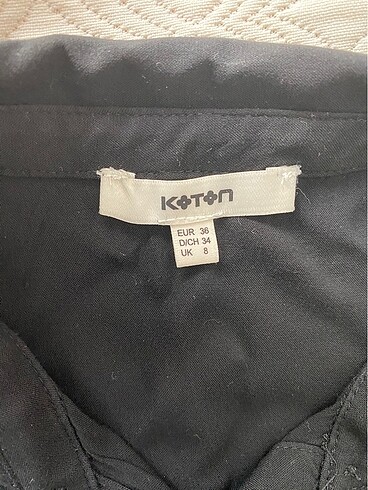 KOTON
EUR 36
D/CH 34
UK 8